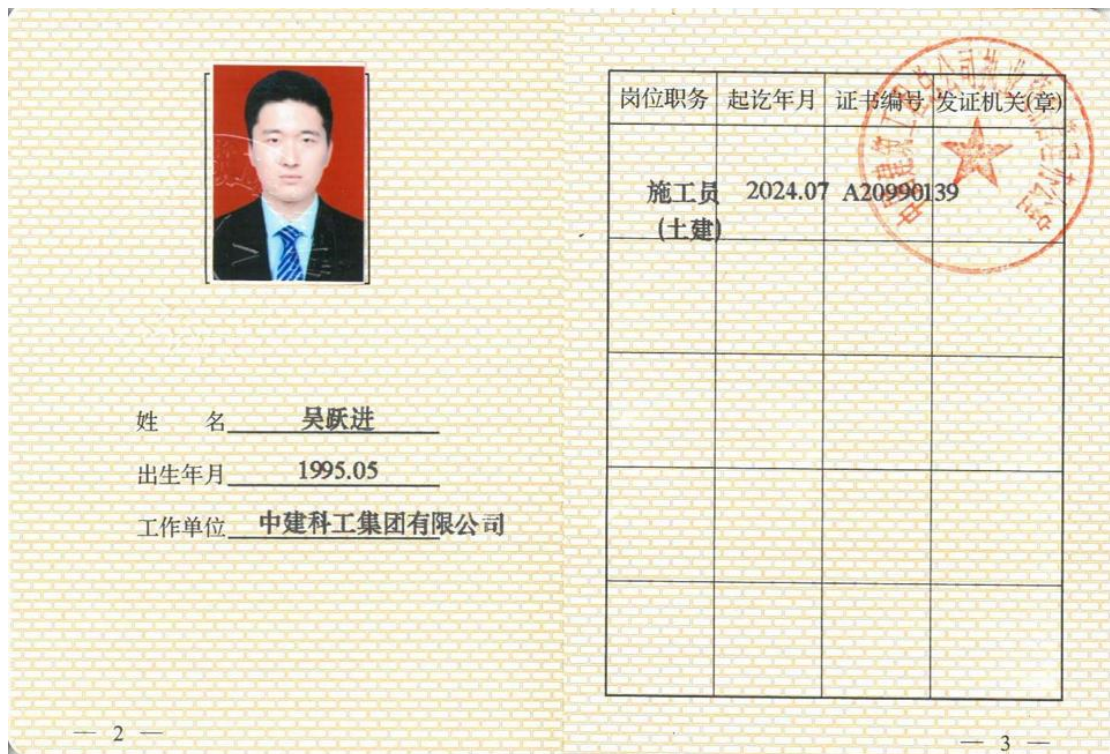 姓 名 吴跃进
出生年月 1995.05
工作单位 中建科工集团有限公司
— 2 —
岗位职务 起讫年月 证书编号 发证机关(章)
施工员 2024.07 A20990139
(土建)
— 3 —